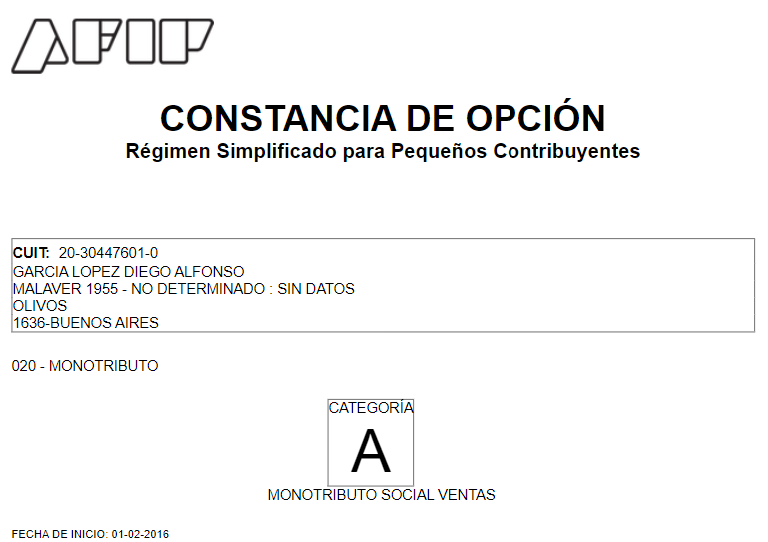 AFIP
CONSTANCIA DE OPCIÓN
Régimen Simplificado para Pequeños Contribuyentes
CUIT: 20-30447601-0
GARCIA LOPEZ DIEGO ALFONSO
MALAVER 1955 - NO DETERMINADO : SIN DATOS
OLIVOS
1636-BUENOS AIRES
020 - MONOTRIBUTO
CATEGORÍA
A
MONOTRIBUTO SOCIAL VENTAS
FECHA DE INICIO: 01-02-2016